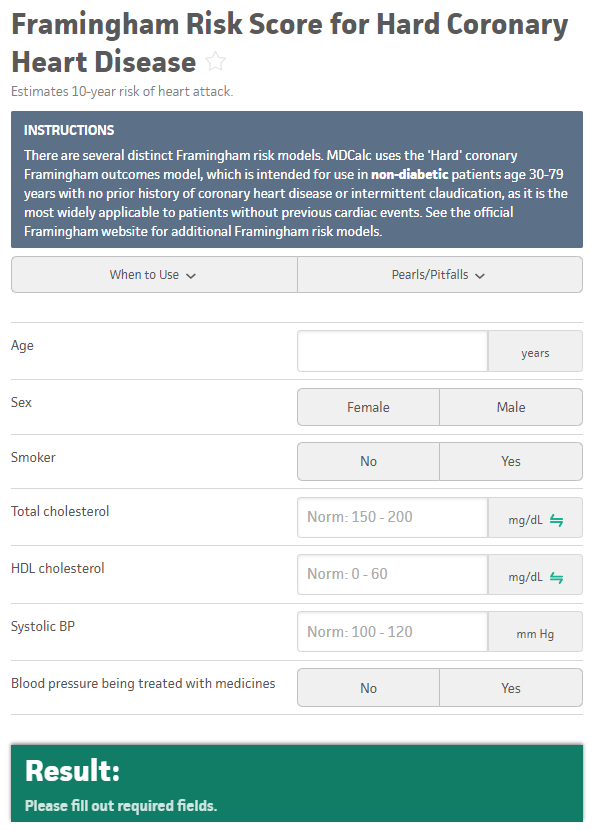 Framingham Risk Score for Hard Coronary
Heart Disease
Estimates 10-year risk of heart attack.
INSTRUCTIONS
There are several distinct Framingham risk models. MDCalc uses the 'Hard' coronary
Framingham outcomes model, which is intended for use in non-diabetic patients age 30-79
years with no prior history of coronary heart disease or intermittent claudication, as it is the
most widely applicable to patients without previous cardiac events. See the official
Framingham website for additional Framingham risk models.
When to Use
Pearls/Pitfalls
Age
years
Sex
Female
Male
Smoker
No
Yes
Total cholesterol
Norm: 150 - 200
mg/dL
HDL cholesterol
Norm: 0 - 60
mg/dL
Systolic BP
Norm: 100 - 120
mm Hg
Blood pressure being treated with medicines
No
Yes
Result:
Please fill out required fields.